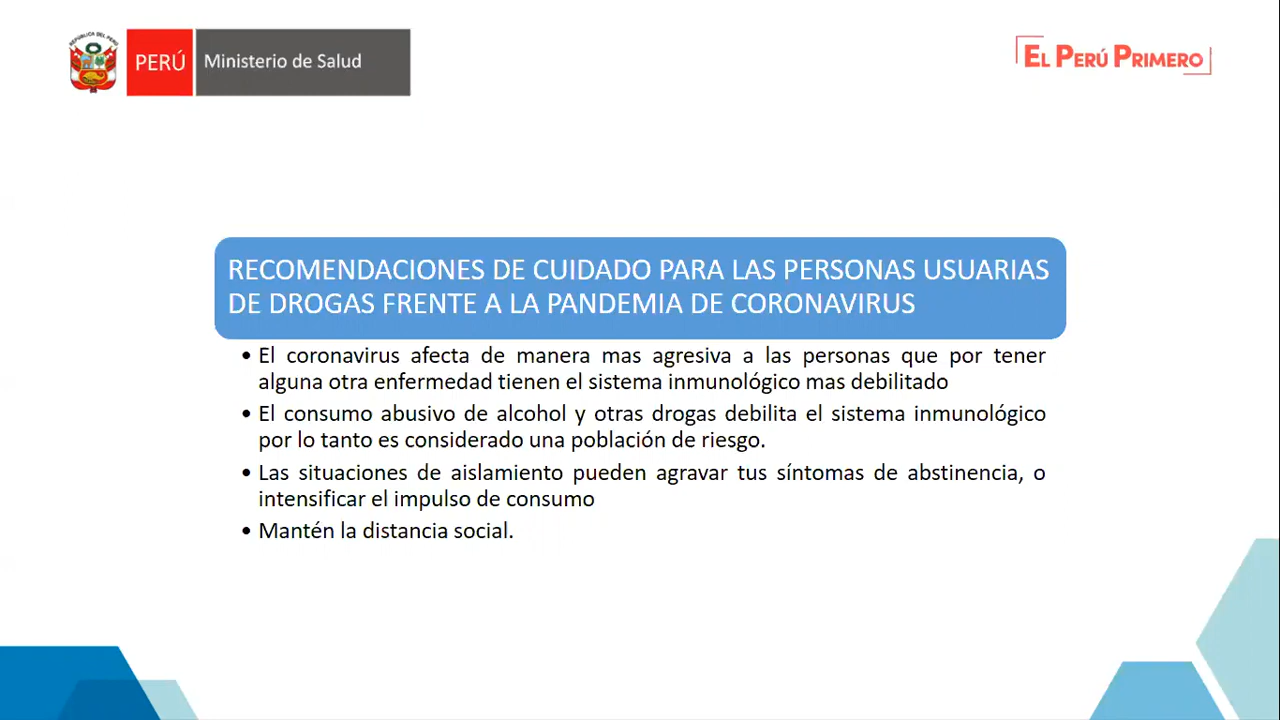 REPÚBLICA DEL PERÚ
PERÚ
Ministerio de Salud
EL PERÚ PRIMERO
RECOMENDACIONES DE CUIDADO PARA LAS PERSONAS USUARIAS
DE DROGAS FRENTE A LA PANDEMIA DE CORONAVIRUS
• El coronavirus afecta de manera mas agresiva a las personas que por tener
alguna otra enfermedad tienen el sistema inmunológico mas debilitado
• El consumo abusivo de alcohol y otras drogas debilita el sistema inmunológico
por lo tanto es considerado una población de riesgo.
• Las situaciones de aislamiento pueden agravar tus síntomas de abstinencia, o
intensificar el impulso de consumo
• Mantén la distancia social.